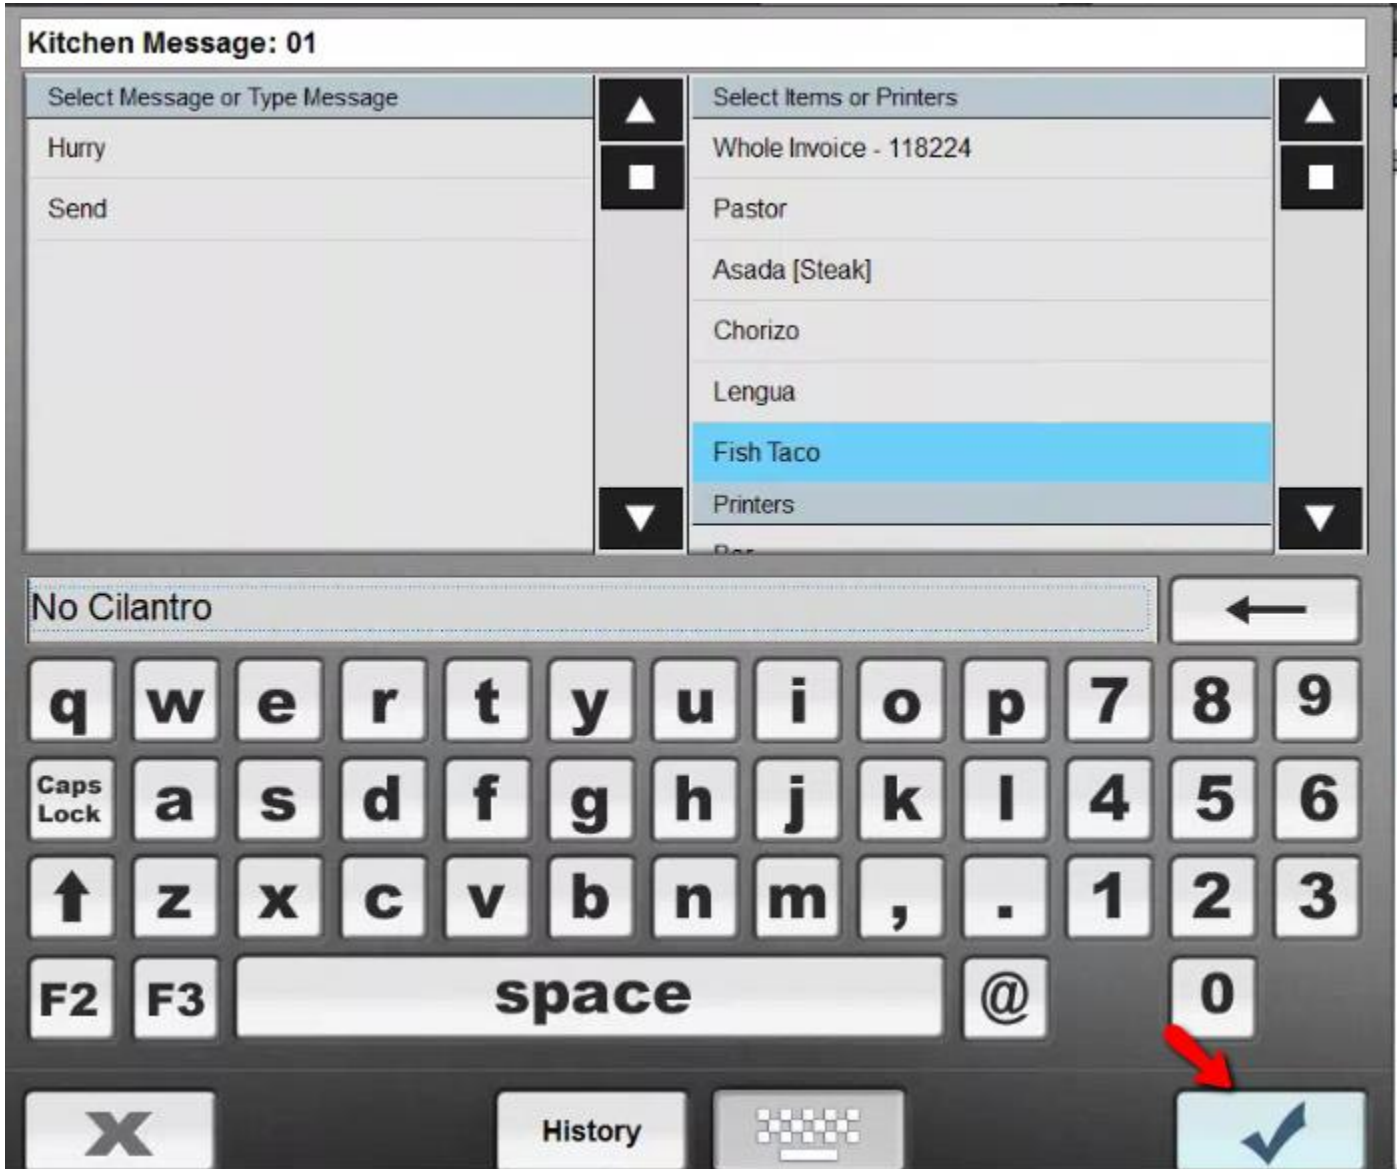 Kitchen Message: 01
Select Message or Type Message
Hurry
Send
Select Items or Printers
Whole Invoice - 118224
Pastor
Asada [Steak]
Chorizo
Lengua
Fish Taco
Printers
No Cilantro
q w e r t y u i o p 7 8 9
Caps Lock a s d f g h j k l 4 5 6
z x c v b n m , . 1 2 3
F2 F3 space @ 0
History